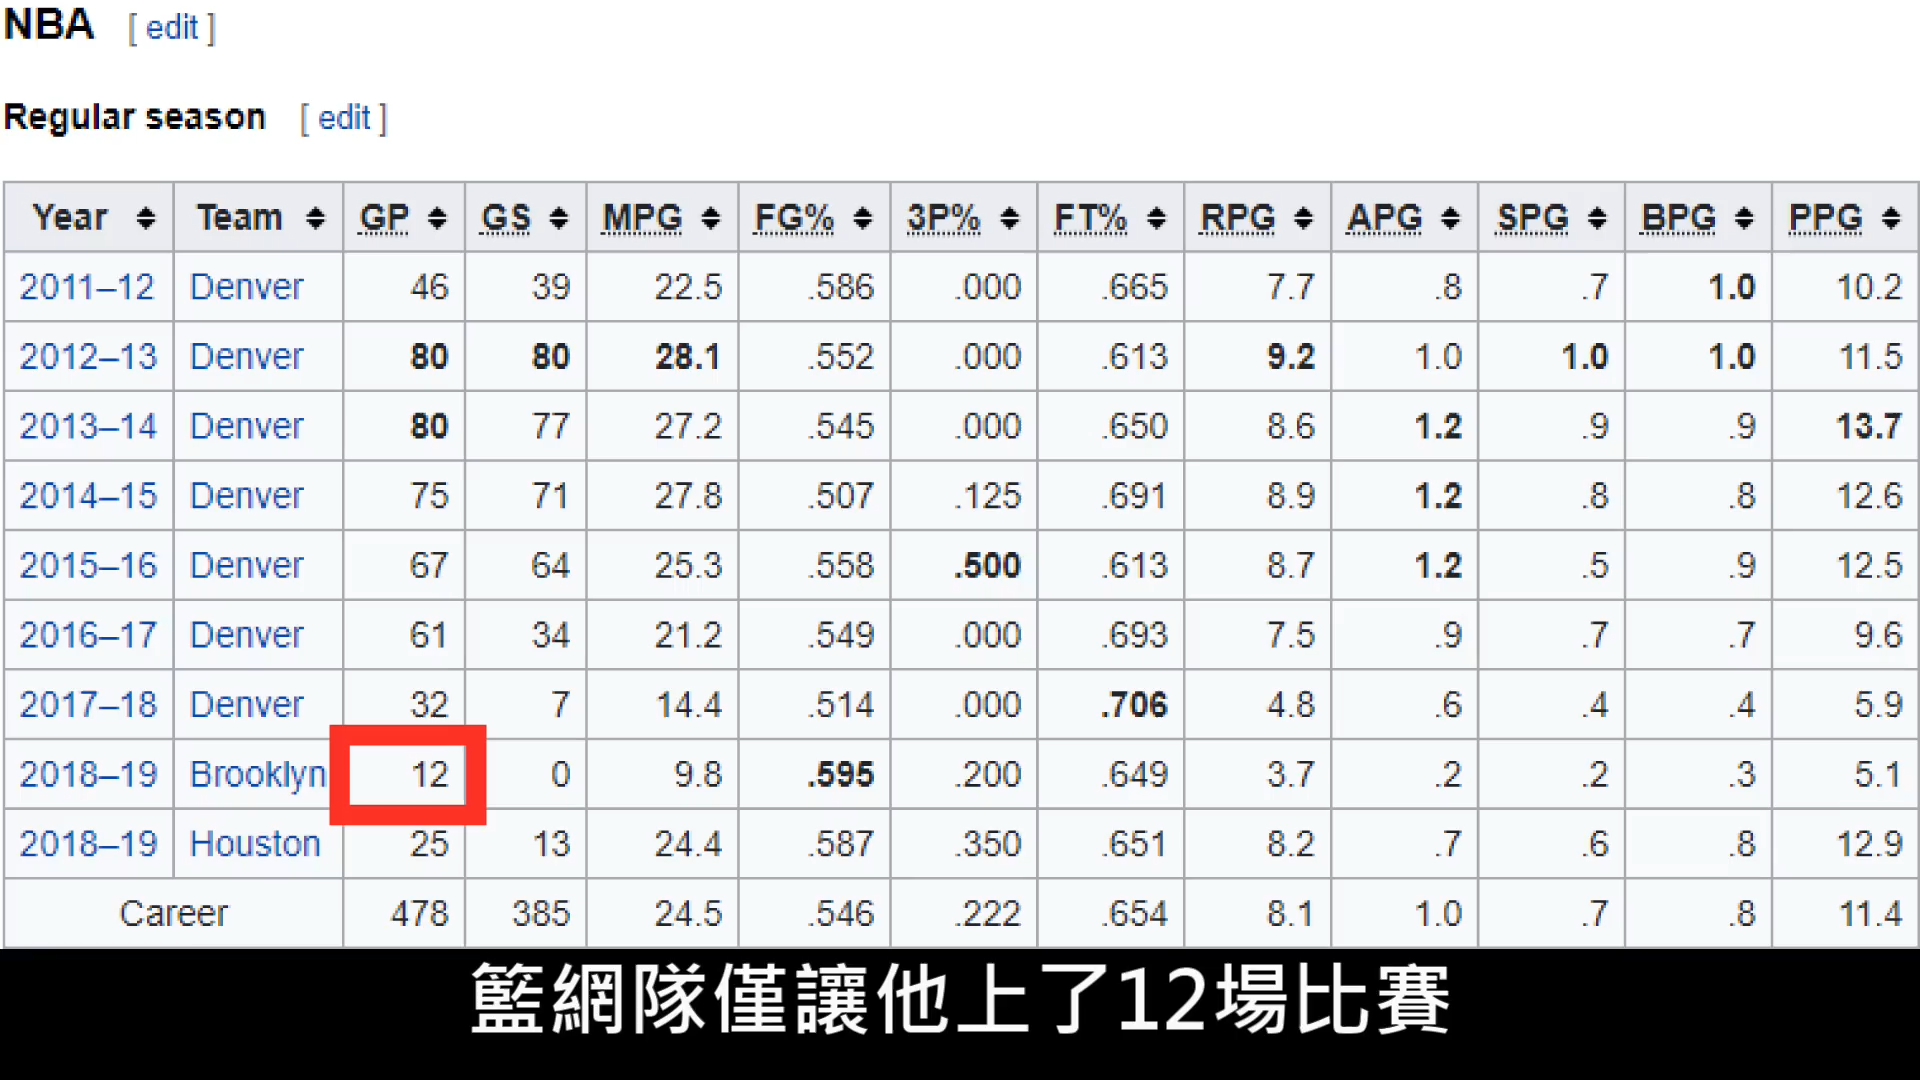 NBA [ edit ]
Regular season [ edit ]
Year Team GP GS MPG FG% 3P% FT% RPG APG SPG BPG PPG
2011–12 Denver 46 39 22.5 .586 .000 .665 7.7 .8 .7 1.0 10.2
2012–13 Denver 80 80 28.1 .552 .000 .613 9.2 1.0 1.0 1.0 11.5
2013–14 Denver 80 77 27.2 .545 .000 .650 8.6 1.2 .9 .9 13.7
2014–15 Denver 75 71 27.8 .507 .125 .691 8.9 1.2 .8 .8 12.6
2015–16 Denver 67 64 25.3 .558 .500 .613 8.7 1.2 .5 .9 12.5
2016–17 Denver 61 34 21.2 .549 .000 .693 7.5 .9 .7 .7 9.6
2017–18 Denver 32 7 14.4 .514 .000 .706 4.8 .6 .4 .4 5.9
2018–19 Brooklyn 12 0 9.8 .595 .200 .649 3.7 .2 .2 .3 5.1
2018–19 Houston 25 13 24.4 .587 .350 .651 8.2 .7 .6 .8 12.9
Career 478 385 24.5 .546 .222 .654 8.1 1.0 .7 .8 11.4
籃網隊僅讓他上了12場比賽